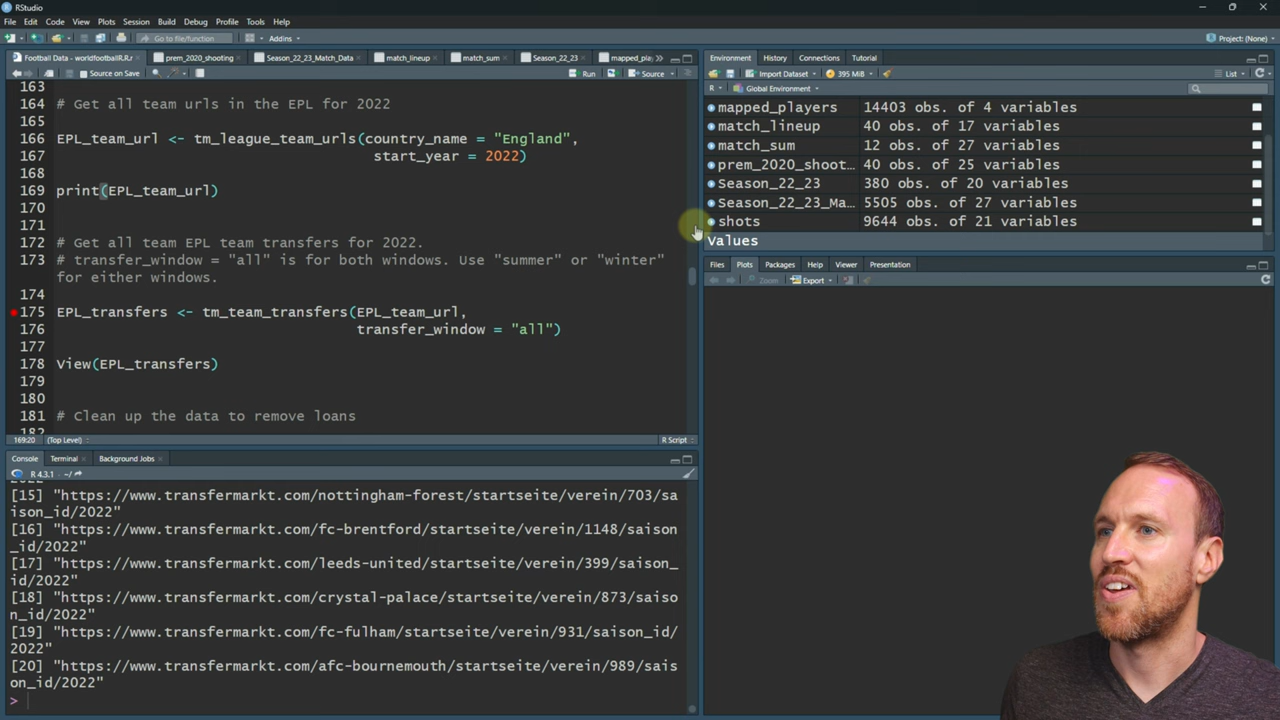 RStudio
File Edit Code View Plots Session Build Debug Profile Tools Help
Go to file/function Addins Project: (None)
Football Data - worldfootballR.R prem_2020_shooting Season_22_23_Match_Data match_lineup match_sum Season_22_23 mapped_pla
Source on Save Run Source
163
164 # Get all team urls in the EPL for 2022
165
166 EPL_team_url <- tm_league_team_urls(country_name = "England",
167 start_year = 2022)
168
169 print(EPL_team_url)
170
171
172 # Get all team EPL team transfers for 2022.
173 # transfer_window = "all" is for both windows. Use "summer" or "winter"
for either windows.
174
175 EPL_transfers <- tm_team_transfers(EPL_team_url,
176 transfer_window = "all")
177
178 View(EPL_transfers)
179
180
181 # Clean up the data to remove loans
182
169:20 (Top Level) R Script
Console Terminal Background Jobs
R 4.3.1 · ~/
2022"
[15] "https://www.transfermarkt.com/nottingham-forest/startseite/verein/703/sa
ison_id/2022"
[16] "https://www.transfermarkt.com/fc-brentford/startseite/verein/1148/saison
_id/2022"
[17] "https://www.transfermarkt.com/leeds-united/startseite/verein/399/saison_
id/2022"
[18] "https://www.transfermarkt.com/crystal-palace/startseite/verein/873/saiso
n_id/2022"
[19] "https://www.transfermarkt.com/fc-fulham/startseite/verein/931/saison_id/
2022"
[20] "https://www.transfermarkt.com/afc-bournemouth/startseite/verein/989/sais
on_id/2022"
>
Environment History Connections Tutorial
Import Dataset 395 MiB List
R Global Environment
mapped_players 14403 obs. of 4 variables
match_lineup 40 obs. of 17 variables
match_sum 12 obs. of 27 variables
prem_2020_shoot... 40 obs. of 25 variables
Season_22_23 380 obs. of 20 variables
Season_22_23_Ma... 5505 obs. of 27 variables
shots 9644 obs. of 21 variables
Values
Files Plots Packages Help Viewer Presentation
Zoom Export